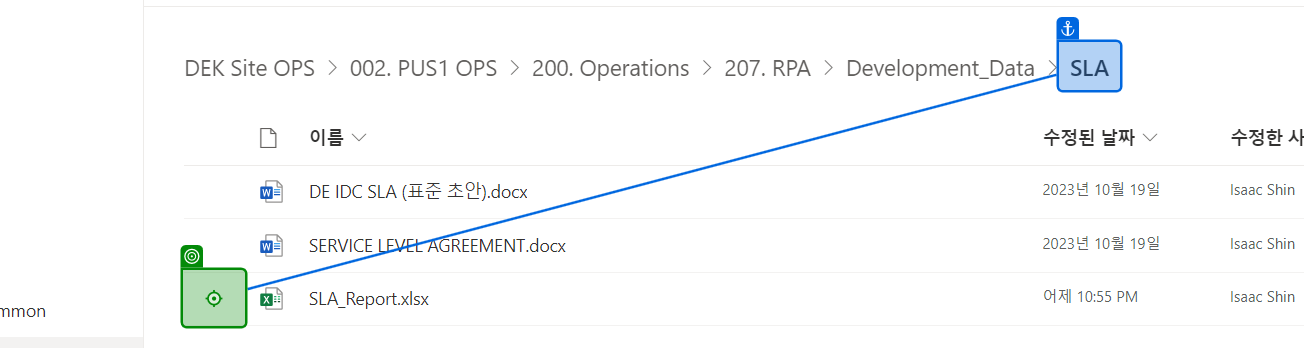 DEK Site OPS > 002. PUS1 OPS > 200. Operations > 207. RPA > Development_Data > SLA
이름 수정된 날짜 수정한 사
DE IDC SLA (표준 초안).docx 2023년 10월 19일 Isaac Shin
SERVICE LEVEL AGREEMENT.docx 2023년 10월 19일 Isaac Shin
SLA_Report.xlsx 어제 10:55 PM Isaac Shin
mmon